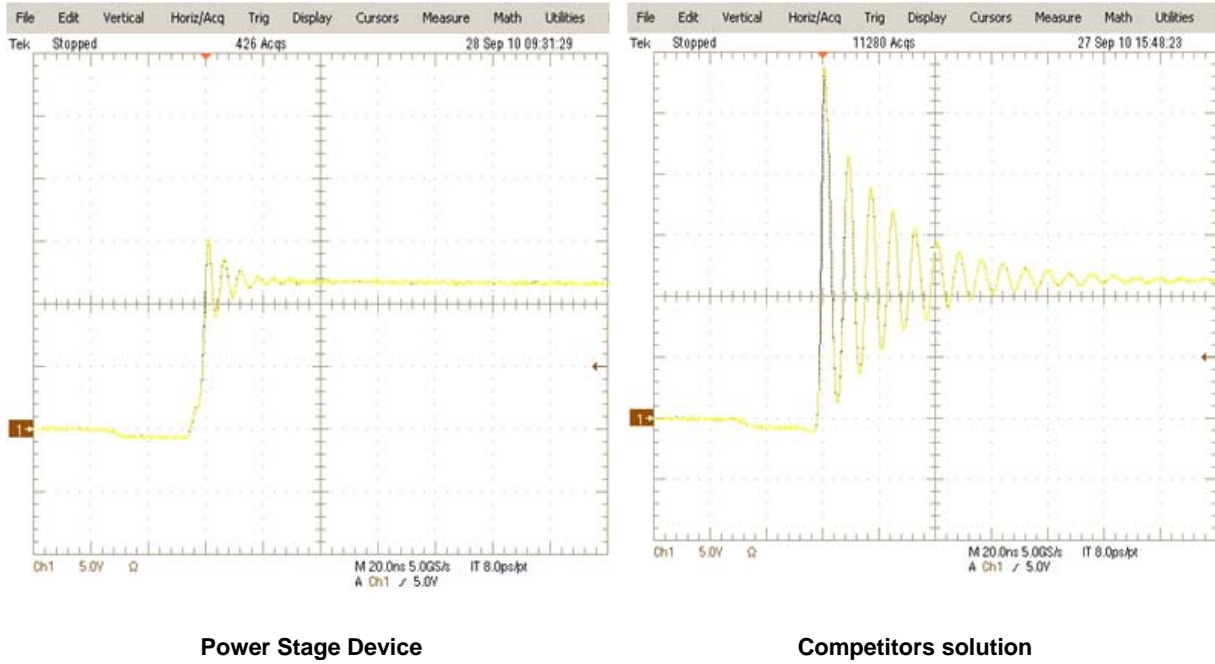 File Edit Vertical Horiz/Acq Trig Display Cursors Measure Math Utilities
Tek Stopped 426 Acqs 28 Sep 10 09:31:29
1
Ch1 5.0V Ω M 20.0ns 5.0GS/s IT 8.0ps/pt
A Ch1 / 5.0V
Power Stage Device
File Edit Vertical Horiz/Acq Trig Display Cursors Measure Math Utilities
Tek Stopped 11280 Acqs 27 Sep 10 15:48:23
1
Ch1 5.0V Ω M 20.0ns 5.0GS/s IT 8.0ps/pt
A Ch1 / 5.0V
Competitors solution